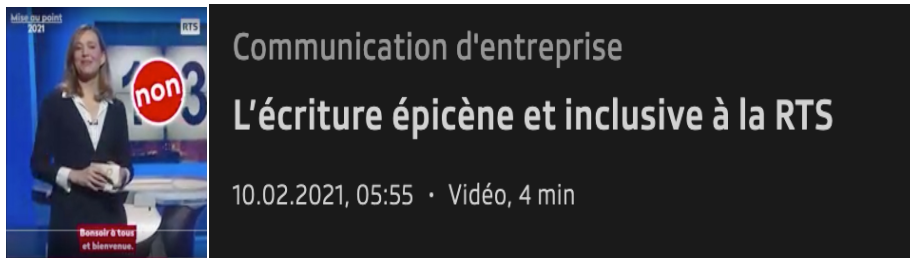 Mise au point
2021
RTS
non
3
Bonsoir à tous
et bienvenue.
Communication d'entreprise
L'écriture épicène et inclusive à la RTS
10.02.2021, 05:55 • Vidéo, 4 min